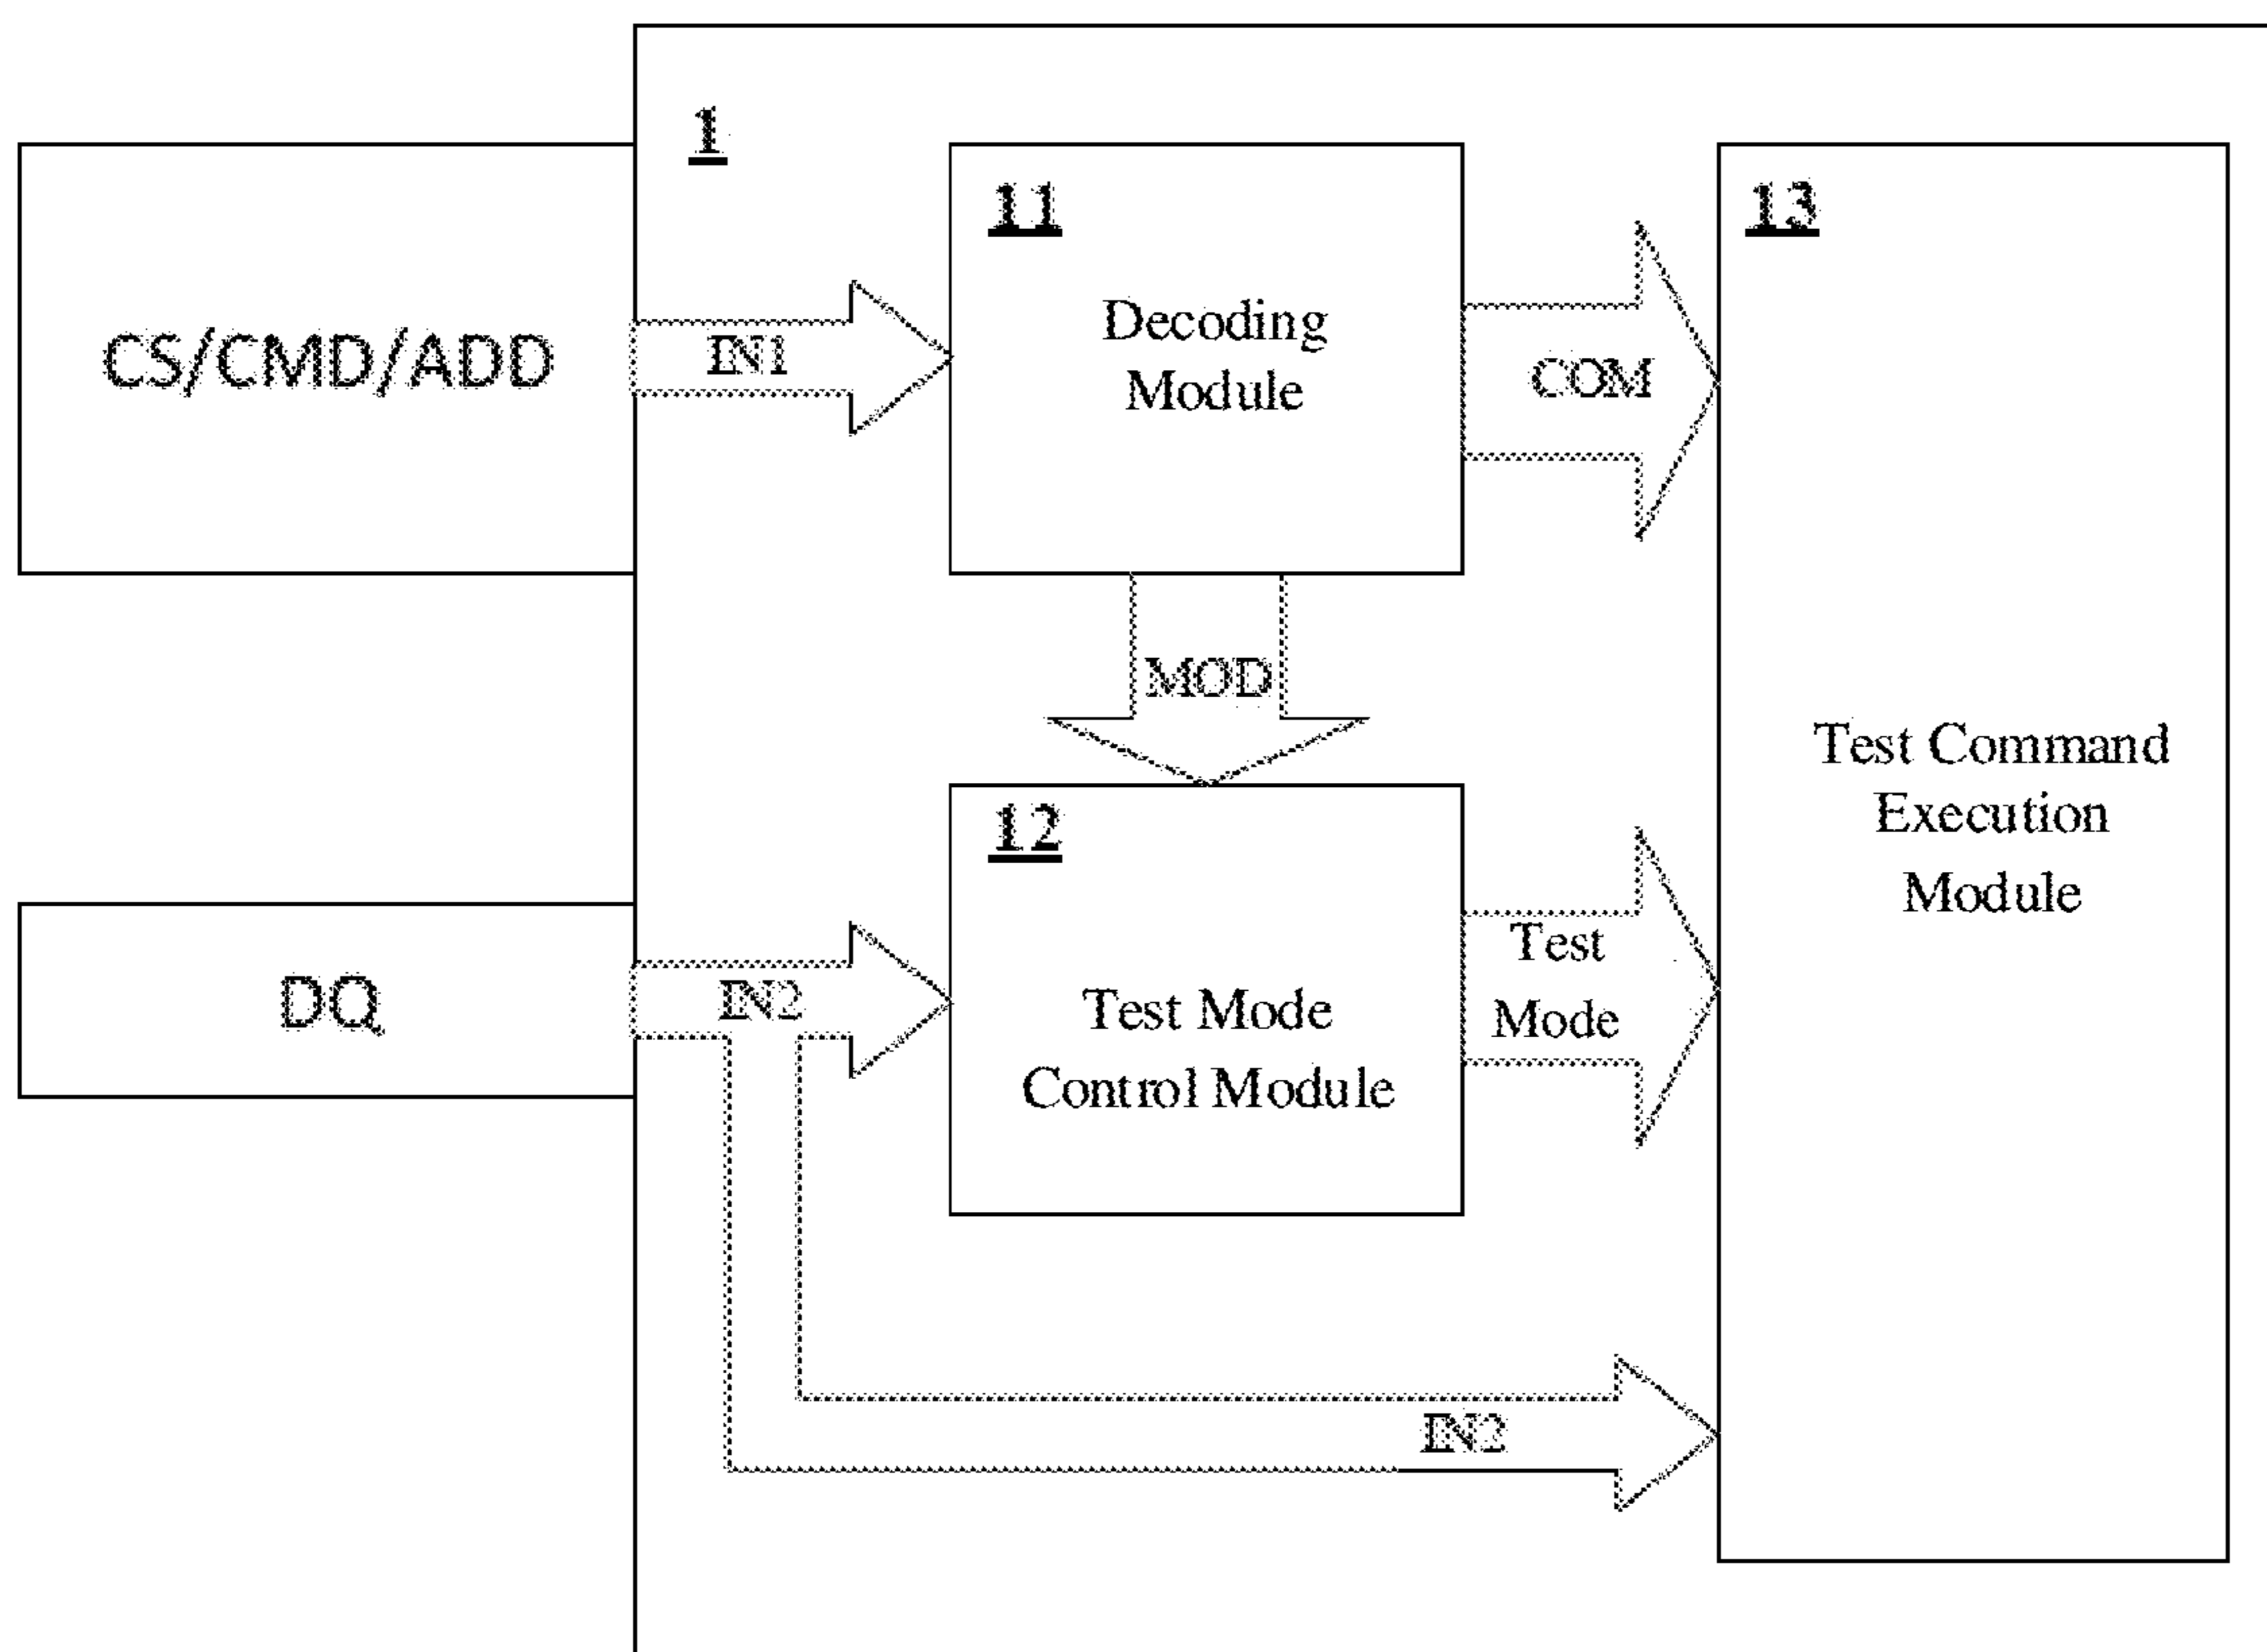 1
CS/CMD/ADD
IN1
11
Decoding
Module
COM
13
MOD
Test Command
Execution
Module
DQ
IN2
12
Test Mode
Control Module
Test
Mode
IN2